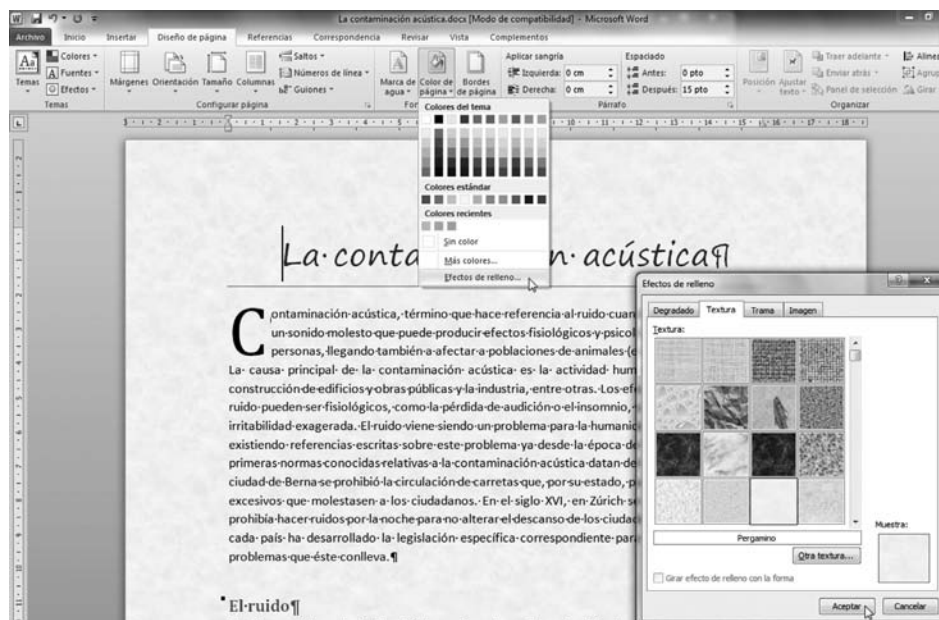 La contaminación acústica.docx [Modo de compatibilidad] - Microsoft Word
Archivo Inicio Insertar Diseño de página Referencias Correspondencia Revisar Vista Complementos
Colores
Fuentes
Efectos
Temas
Temas
Márgenes Orientación Tamaño Columnas
Saltos
Números de línea
Guiones
Configurar página
Marca de agua
Color de página
Bordes de página
Aplicar sangría
Izquierda: 0 cm
Derecha: 0 cm
Espaciado
Antes: 0 pto
Después: 15 pto
Párrafo
Posición
Ajustar texto
Traer adelante
Enviar atrás
Panel de selección
Girar
Organizar
Colores del tema
Colores estándar
Colores recientes
Sin color
Más colores...
Efectos de relleno...
La·conta n·acústica¶
Contaminación·acústica,·término·que·hace·referencia·al·ruido·cuan
un·sonido·molesto·que·puede·producir·efectos·fisiológicos·y·psicol
personas,·llegando·también·a·afectar·a·poblaciones·de·animales·(e
La·causa·principal·de·la·contaminación·acústica·es·la·actividad·hum
construcción·de·edificios·y·obras·públicas·y·la·industria,·entre·otras.·Los·efe
ruido·pueden·ser·fisiológicos,·como·la·pérdida·de·audición·o·el·insomnio,·
irritabilidad·exagerada.·El·ruido·viene·siendo·un·problema·para·la·humanid
existiendo·referencias·escritas·sobre·este·problema·ya·desde·la·época·de
primeras·normas·conocidas·relativas·a·la·contaminación·acústica·datan·de
ciudad·de·Berna·se·prohibió·la·circulación·de·carretas·que,·por·su·estado,·p
excesivos·que·molestasen·a·los·ciudadanos.·En·el·siglo·XVI,·en·Zúrich·se
prohibía·hacer·ruidos·por·la·noche·para·no·alterar·el·descanso·de·los·ciudad
cada·país·ha·desarrollado·la·legislación·específica·correspondiente·para
problemas·que·éste·conlleva.¶
El·ruido¶
Efectos de relleno
Degradado Textura Trama Imagen
Textura:
Pergamino
Otra textura...
Muestra:
Girar efecto de relleno con la forma
Aceptar Cancelar